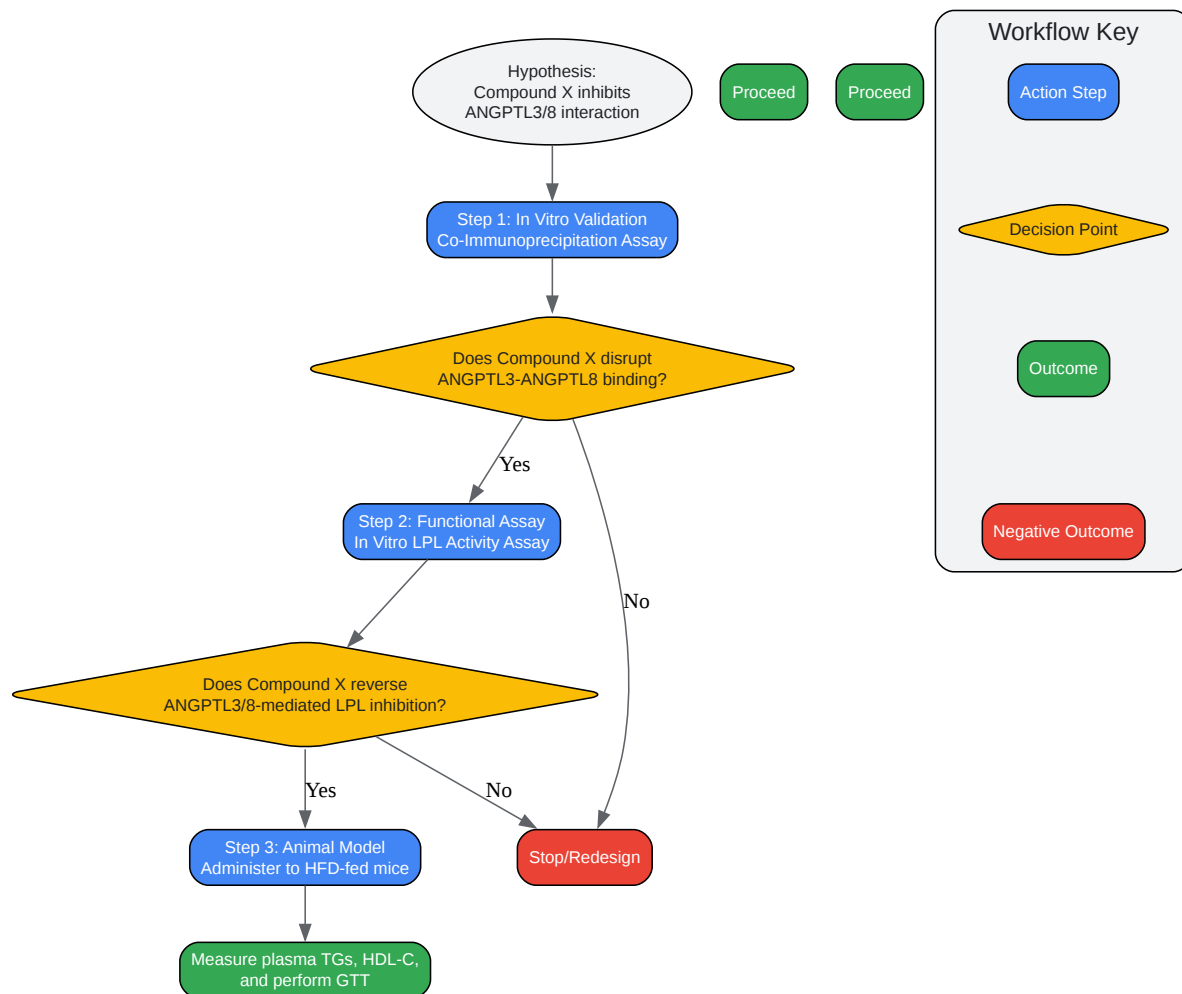 Hypothesis:
Compound X inhibits
ANGPTL3/8 interaction
Proceed
Proceed
Workflow Key
Action Step
Step 1: In Vitro Validation
Co-Immunoprecipitation Assay
Decision Point
Does Compound X disrupt
ANGPTL3-ANGPTL8 binding?
Outcome
Yes
Step 2: Functional Assay
In Vitro LPL Activity Assay
Negative Outcome
No
Does Compound X reverse
ANGPTL3/8-mediated LPL inhibition?
Yes
No
Step 3: Animal Model
Administer to HFD-fed mice
Stop/Redesign
Measure plasma TGs, HDL-C,
and perform GTT